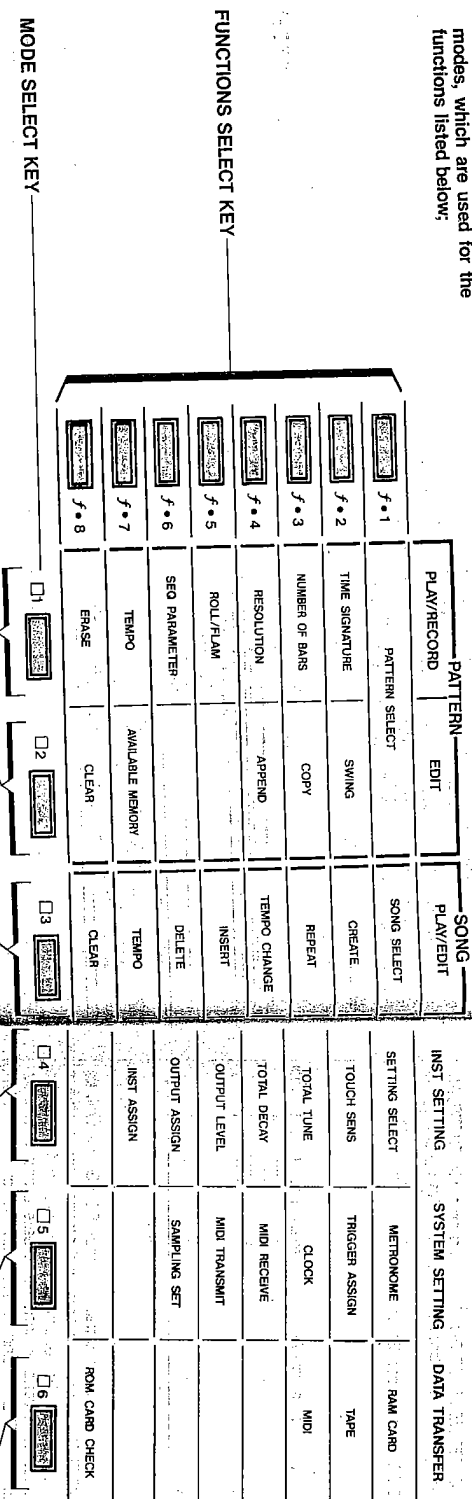 modes, which are used for the
functions listed below;
PATTERN
SONG
PLAY/RECORD EDIT PLAY/EDIT INST SETTING SYSTEM SETTING DATA TRANSFER
FUNCTIONS SELECT KEY
f•1 PATTERN SELECT SONG SELECT SETTING SELECT METRONOME RAM CARD
f•2 TIME SIGNATURE SWING CREATE TOUCH SENS TRIGGER ASSIGN TAPE
f•3 NUMBER OF BARS COPY REPEAT TOTAL TUNE CLOCK MIDI
f•4 RESOLUTION APPEND TEMPO CHANGE TOTAL DECAY MIDI RECEIVE
f•5 ROLL/FLAM INSERT OUTPUT LEVEL MIDI TRANSMIT
f•6 SEQ PARAMETER DELETE OUTPUT ASSIGN SAMPLING SET
f•7 TEMPO AVAILABLE MEMORY TEMPO INST ASSIGN
f•8 ERASE CLEAR CLEAR ROM CARD CHECK
MODE SELECT KEY
□1 □2 □3 □4 □5 □6